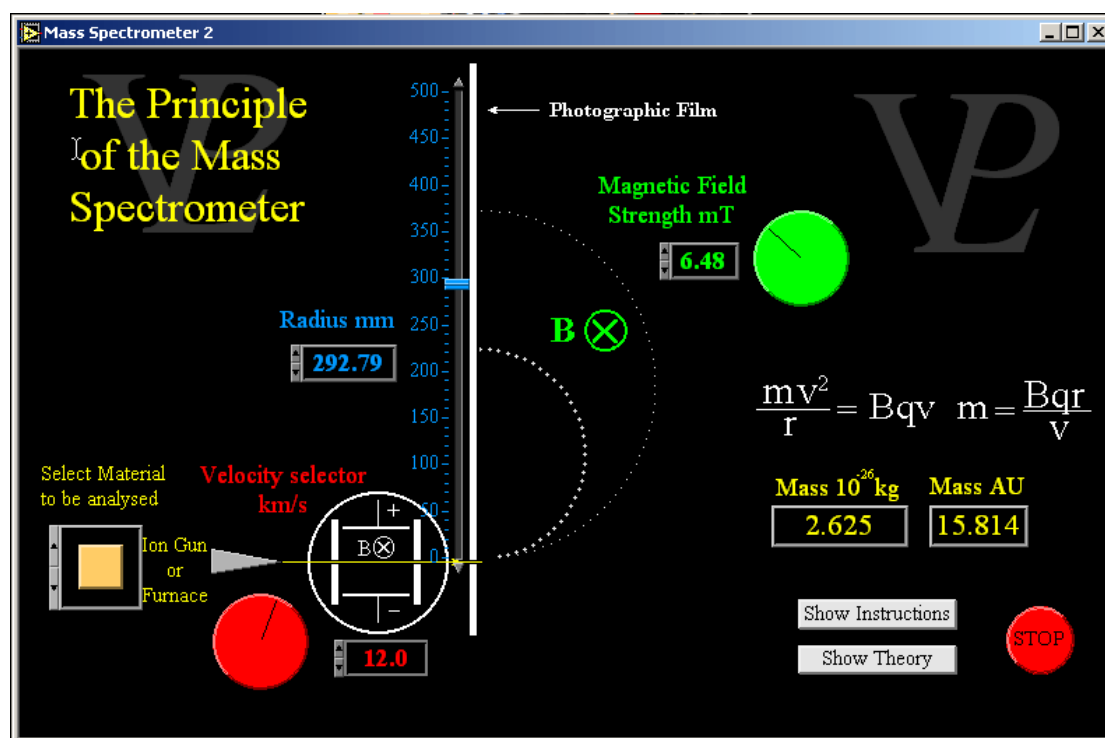 Mass Spectrometer 2
The Principle
of the Mass
Spectrometer
VPL
500
450
400
350
300
250
200
150
100
50
0
Photographic Film
Magnetic Field
Strength mT
6.48
VPL
B
Radius mm
292.79
mv²/r = Bqv m = Bqr/v
Select Material
to be analysed
Velocity selector
km/s
+
B
−
Ion Gun
or
Furnace
12.0
Mass 10⁻²⁶kg
Mass AU
2.625
15.814
Show Instructions
Show Theory
STOP